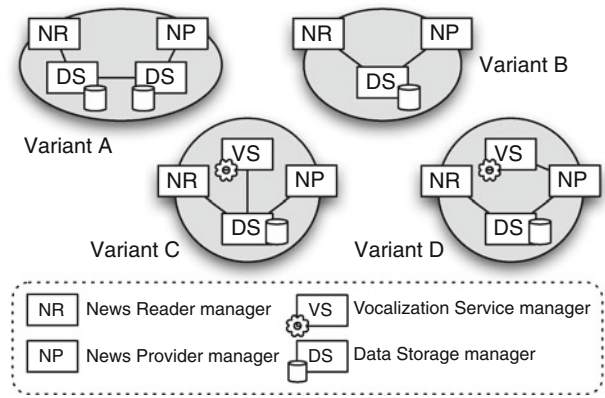 NR NP
DS DS
Variant A
NR NP
DS
Variant B
VS
NR NP
DS
Variant C
VS
NR NP
DS
Variant D
NR News Reader manager
VS Vocalization Service manager
NP News Provider manager
DS Data Storage manager